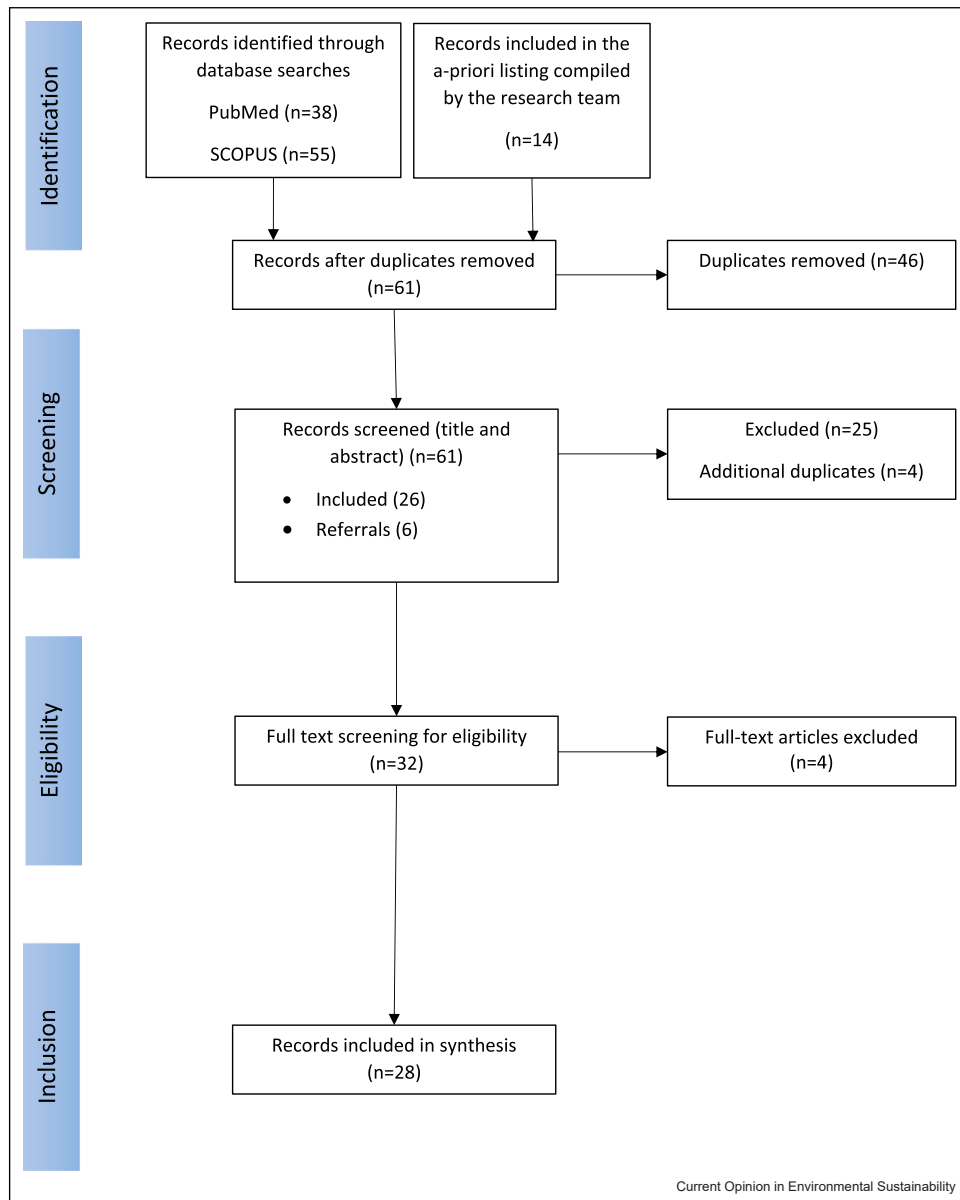 Identification
Records identified through
database searches
PubMed (n=38)
SCOPUS (n=55)
Records included in the
a-priori listing compiled
by the research team
(n=14)
Records after duplicates removed
(n=61)
Duplicates removed (n=46)
Screening
Records screened (title and
abstract) (n=61)
• Included (26)
• Referrals (6)
Excluded (n=25)
Additional duplicates (n=4)
Eligibility
Full text screening for eligibility
(n=32)
Full-text articles excluded
(n=4)
Inclusion
Records included in synthesis
(n=28)
Current Opinion in Environmental Sustainability